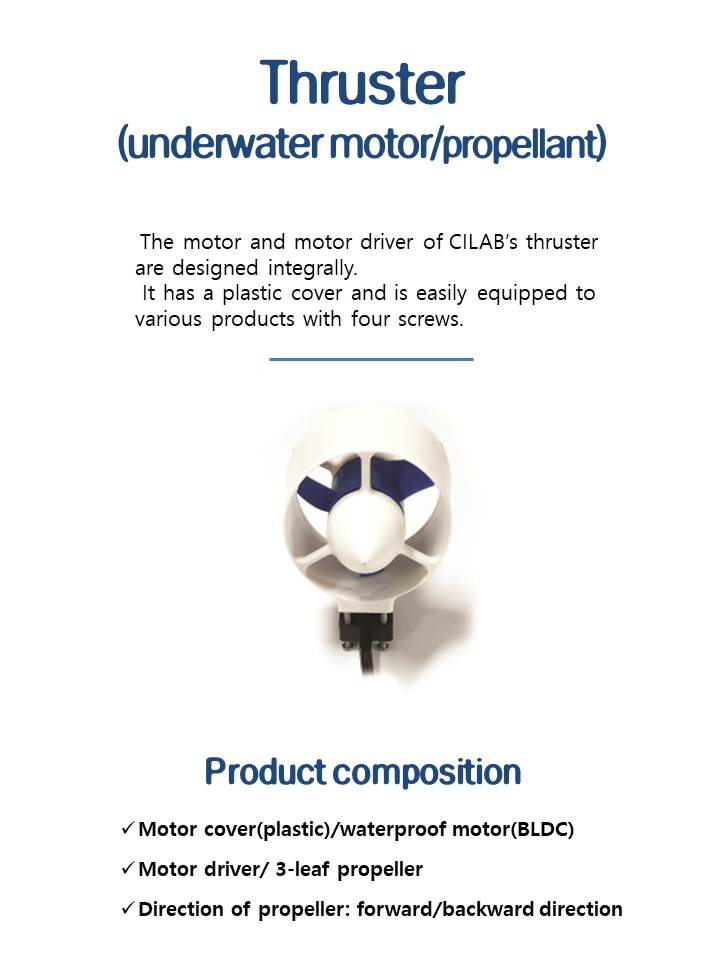 Thruster
(underwater motor/propellant)
The motor and motor driver of CILAB’s thruster
are designed integrally.
It has a plastic cover and is easily equipped to
various products with four screws.
Product composition
✓ Motor cover(plastic)/waterproof motor(BLDC)
✓ Motor driver/ 3-leaf propeller
✓ Direction of propeller: forward/backward direction